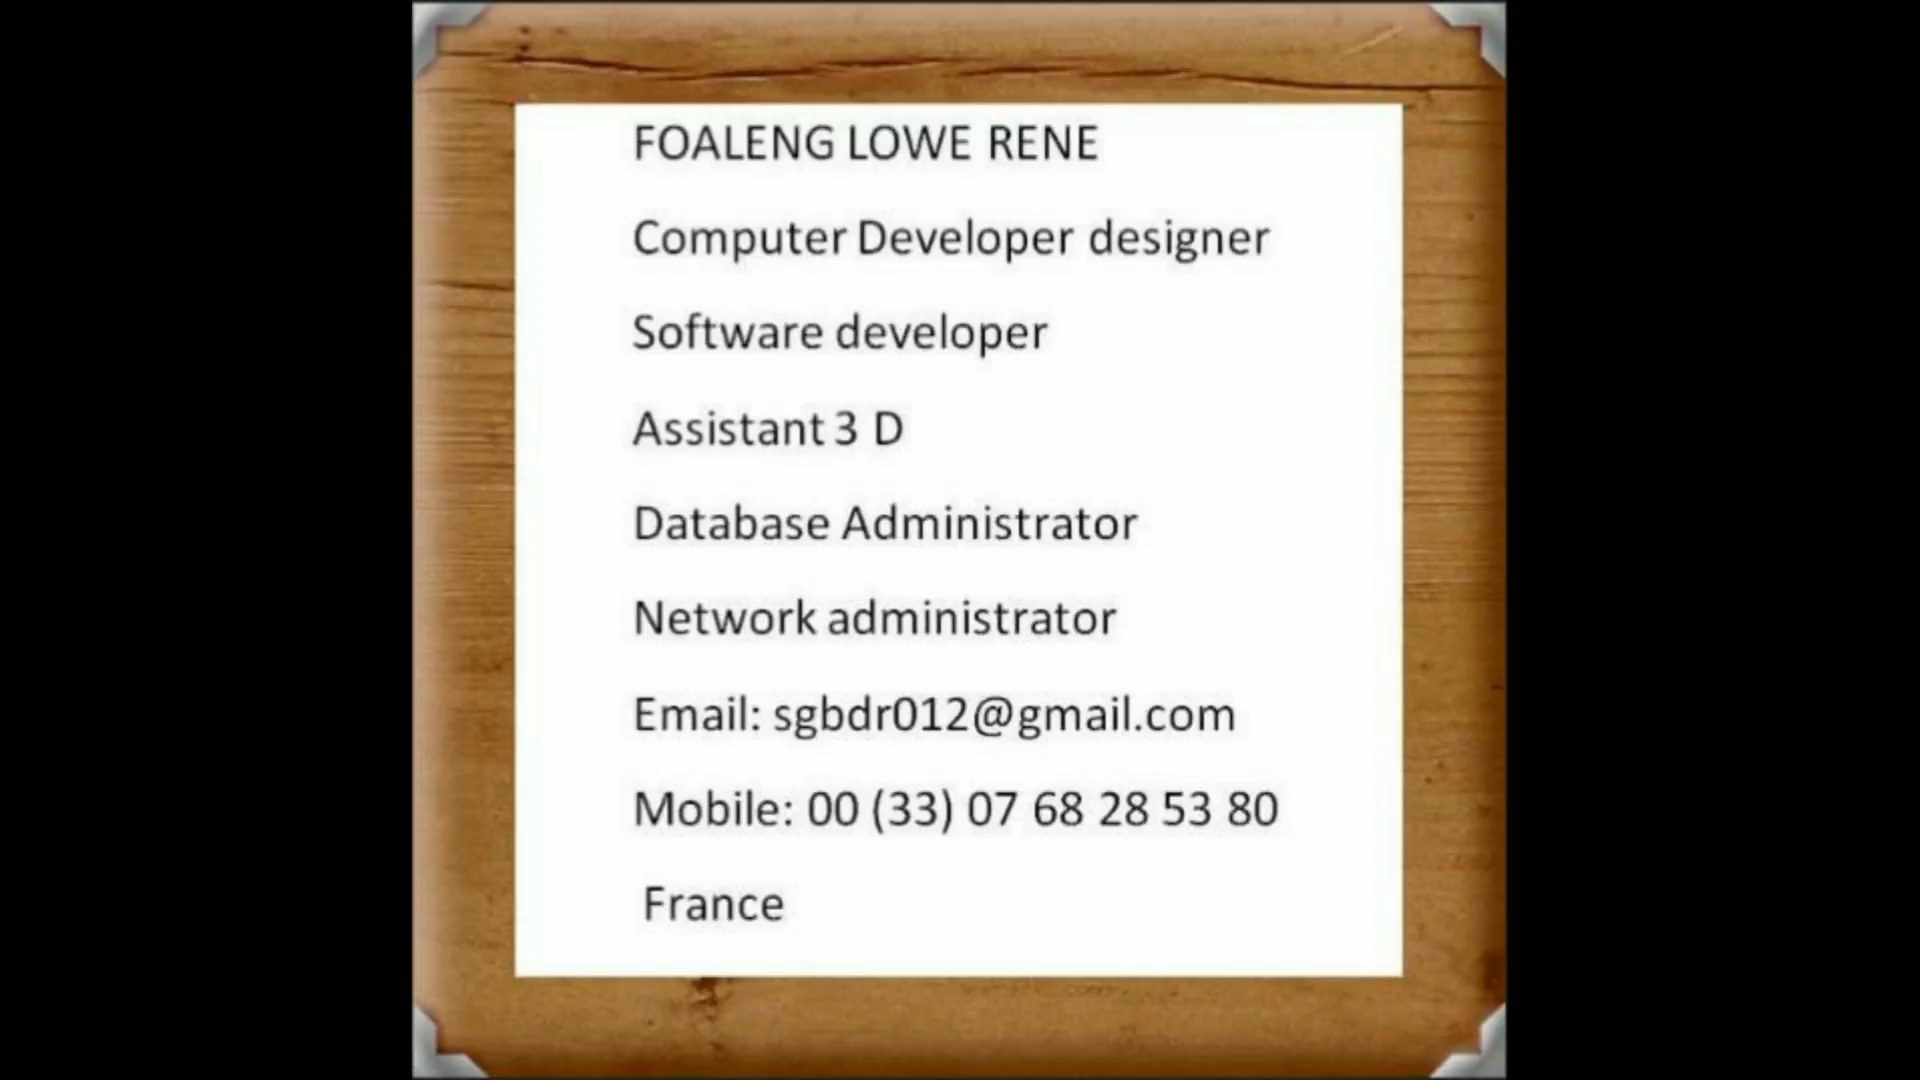 FOALENG LOWE RENE
Computer Developer designer
Software developer
Assistant 3 D
Database Administrator
Network administrator
Email: sgbdr012@gmail.com
Mobile: 00 (33) 07 68 28 53 80
France